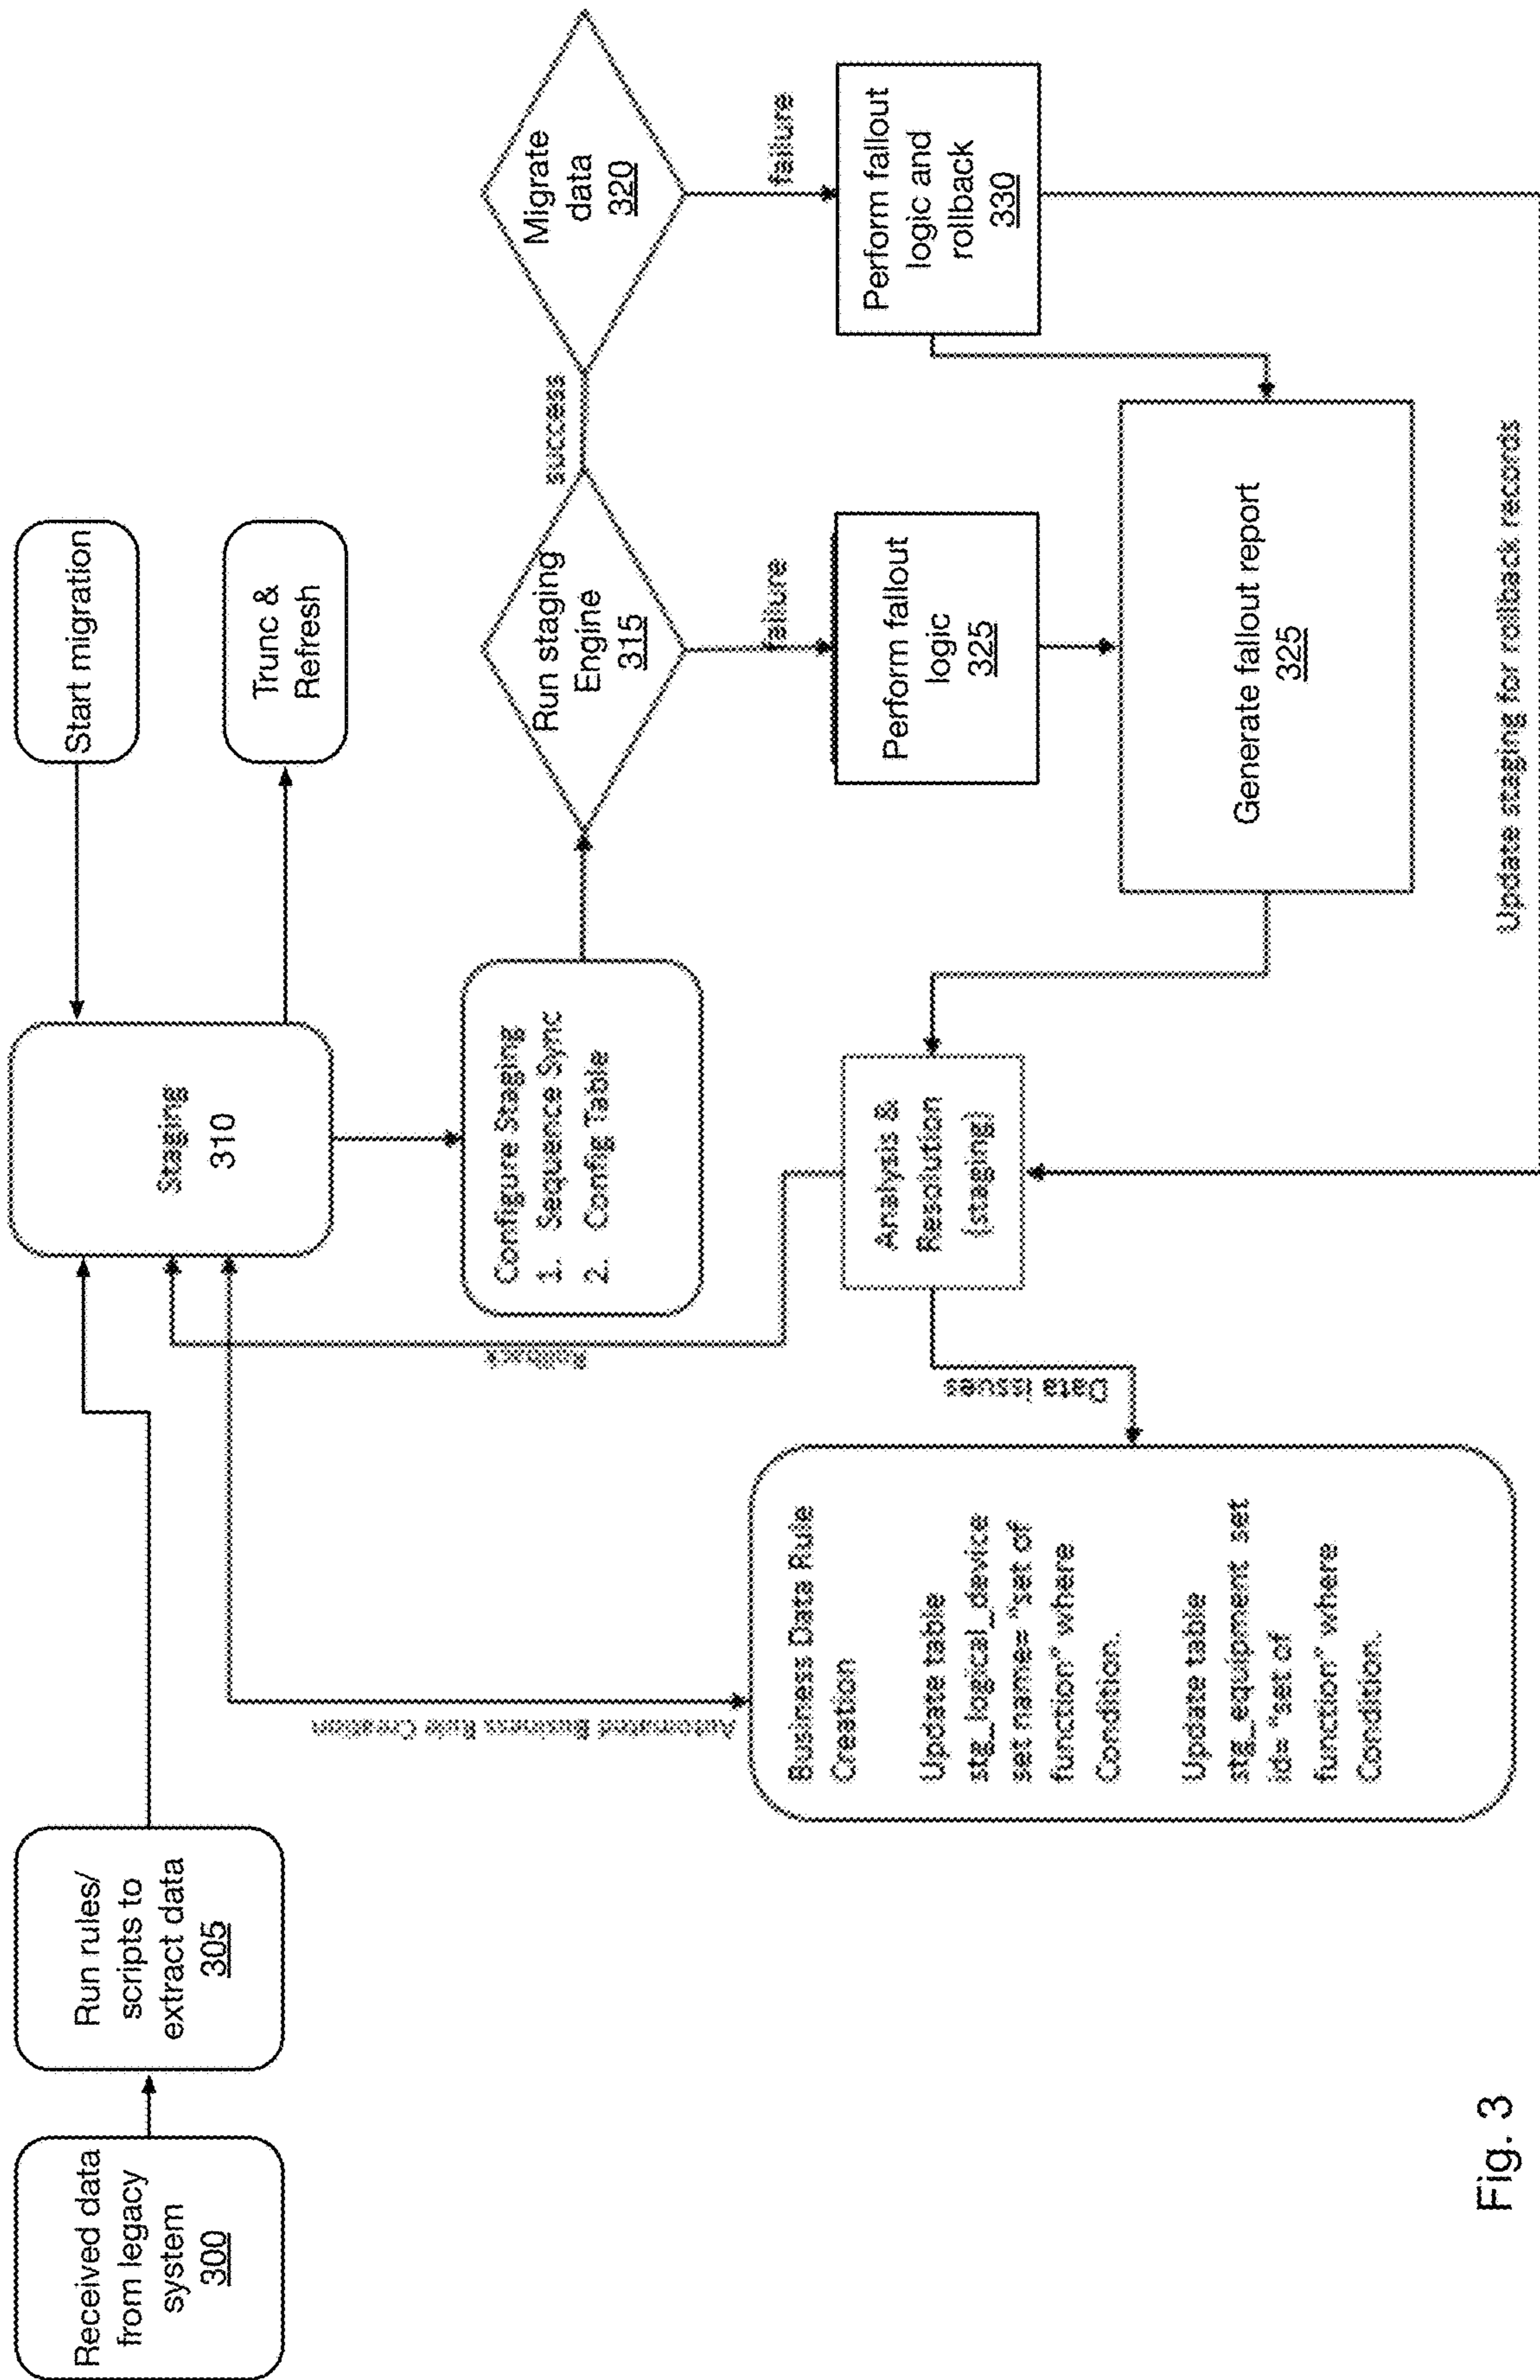 Received data
from legacy
system
300
Run rules/
scripts to
extract data
305
Staging
310
Start migration
Trunc &
Refresh
Configure Staging
1. Sequence Sync
2. Config Table
Run staging
Engine
315
success
Migrate
data
320
failure
failure
Perform fallout
logic
325
Perform fallout
logic and
rollback
330
Generate fallout report
325
Analysis &
Resolution
(staging)
Rollback
Data issues
Automated Business Rule Creation
Business Data Rule
Creation
Update table
stg_logical_device
set name= "set of
function" where
Condition.
Update table
stg_equipment set
id= "set of
function" where
Condition.
Update staging for rollback records
Fig. 3